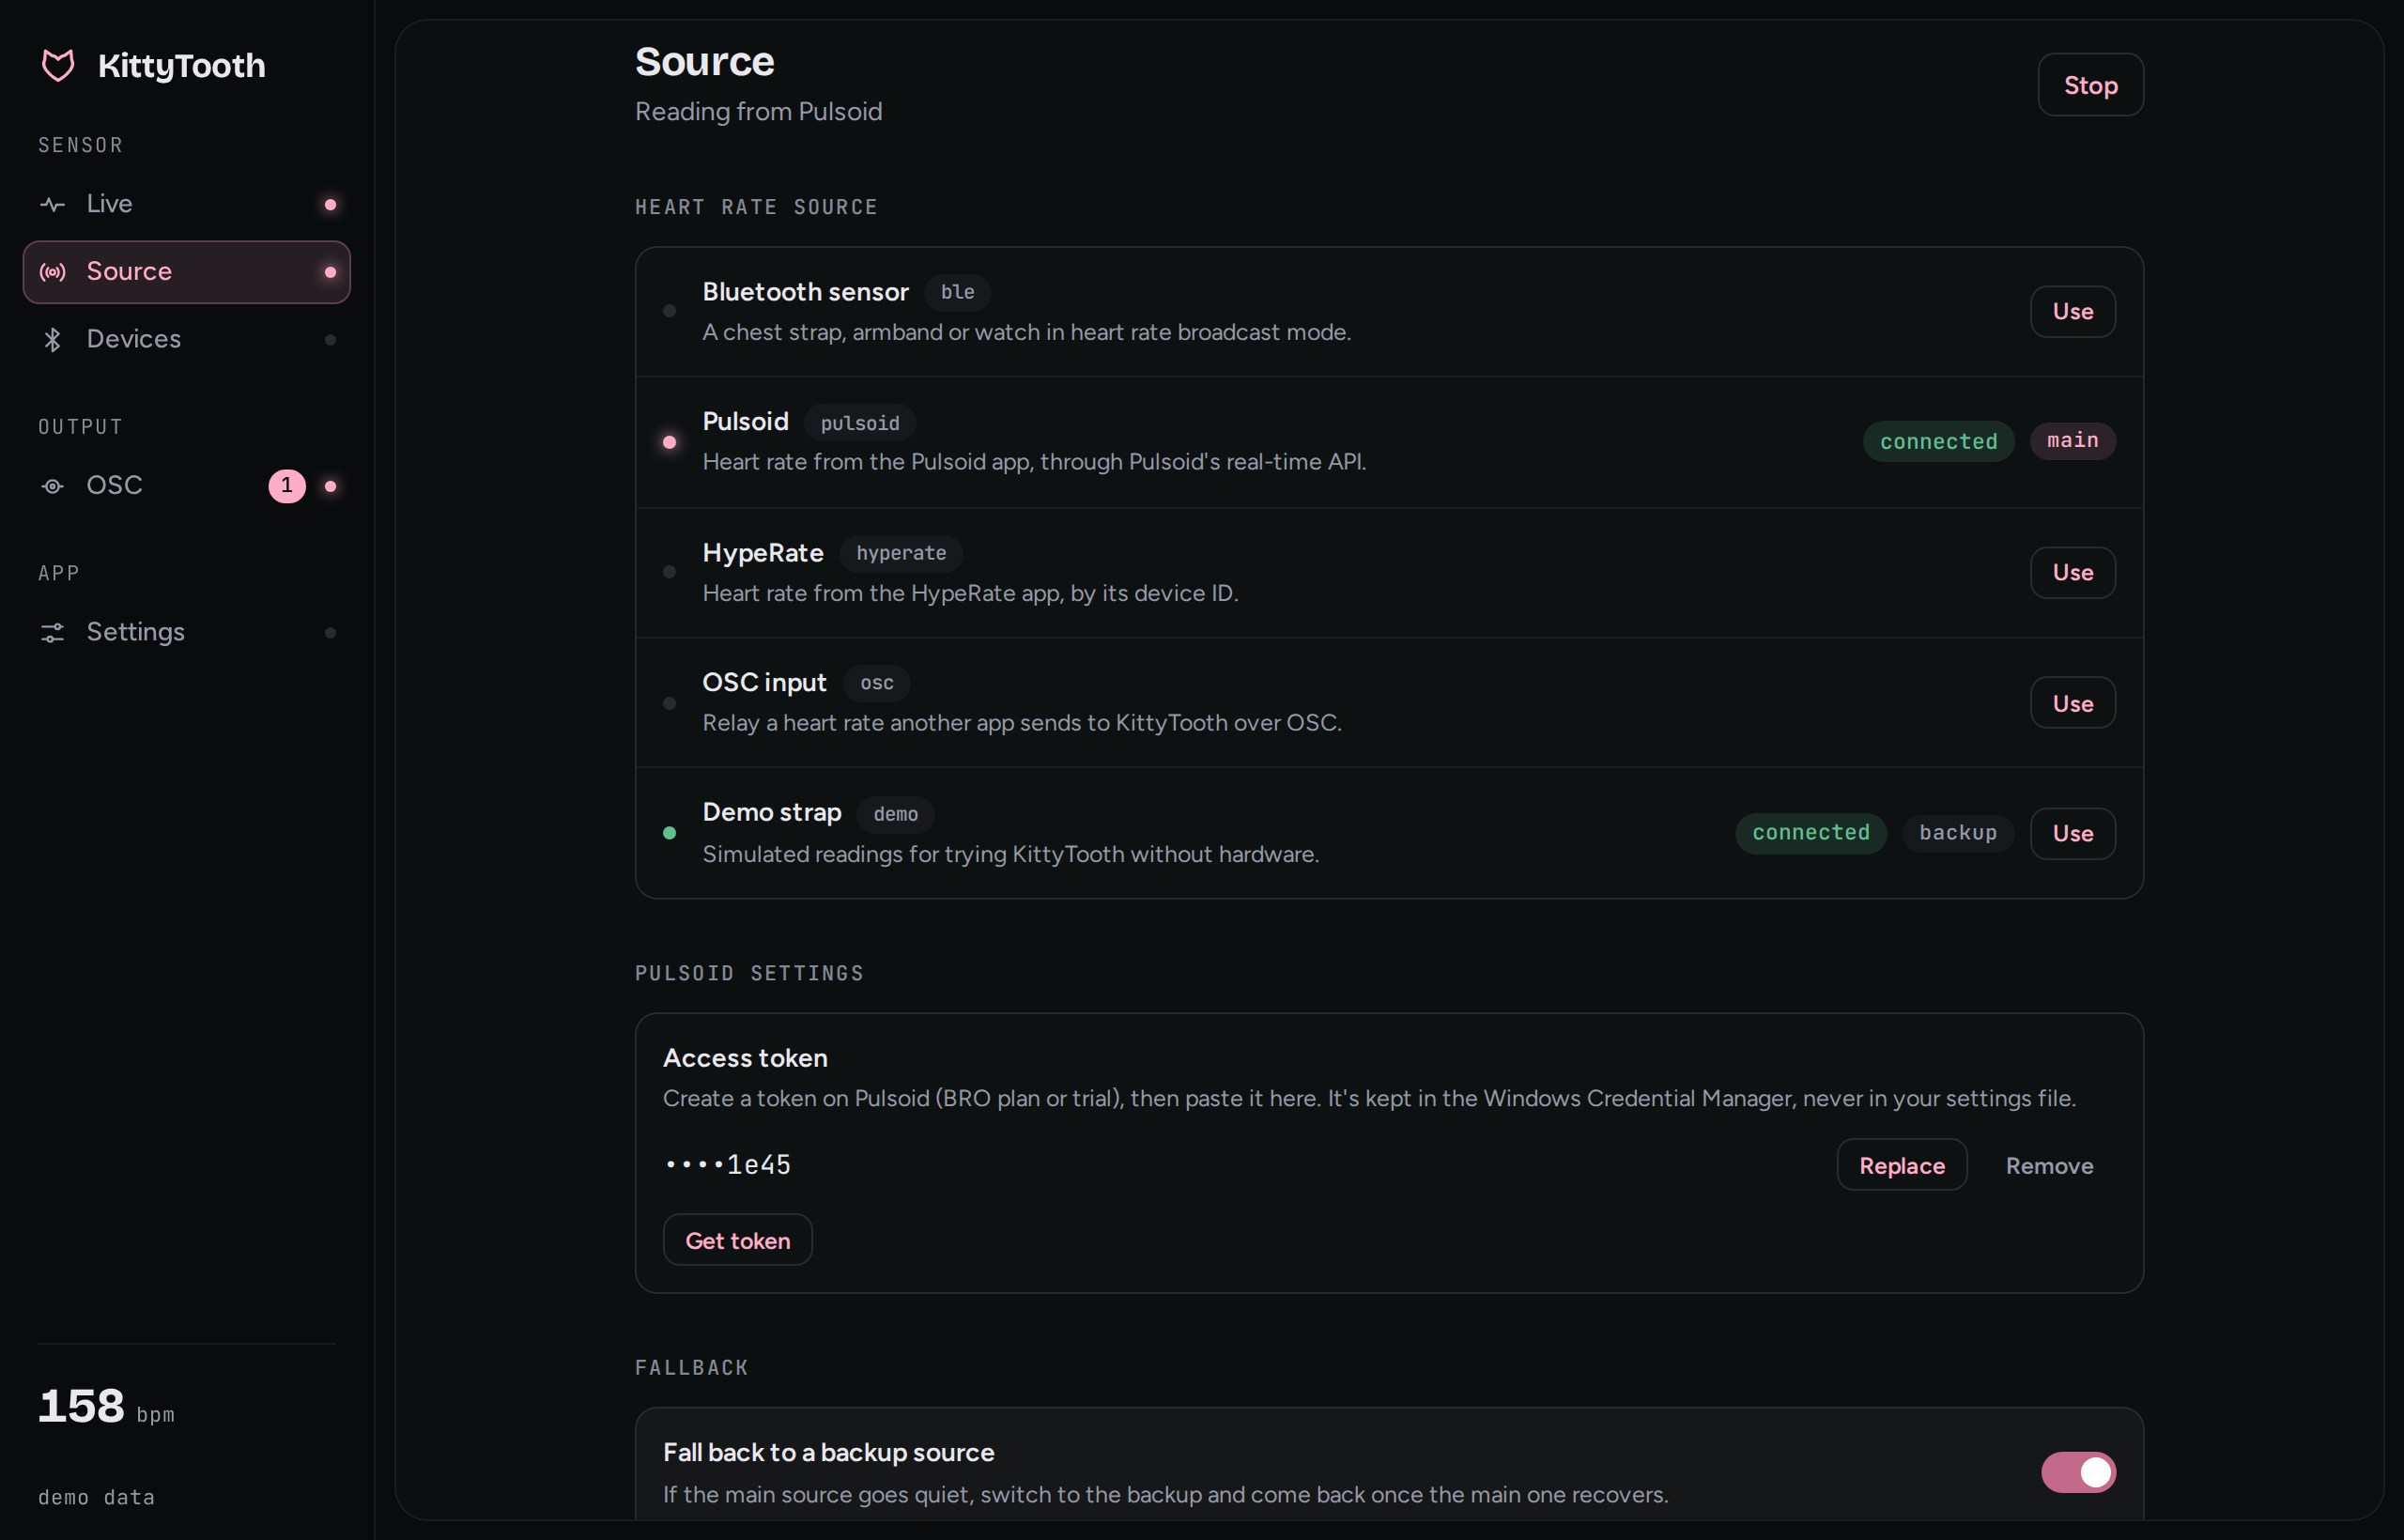 KittyTooth
SENSOR
Live
Source
Devices
OUTPUT
OSC 1
APP
Settings
158 bpm
demo data
Source
Reading from Pulsoid
Stop
HEART RATE SOURCE
Bluetooth sensor ble
A chest strap, armband or watch in heart rate broadcast mode.
Use
Pulsoid pulsoid
Heart rate from the Pulsoid app, through Pulsoid's real-time API.
connected main
HypeRate hyperate
Heart rate from the HypeRate app, by its device ID.
Use
OSC input osc
Relay a heart rate another app sends to KittyTooth over OSC.
Use
Demo strap demo
Simulated readings for trying KittyTooth without hardware.
connected backup Use
PULSOID SETTINGS
Access token
Create a token on Pulsoid (BRO plan or trial), then paste it here. It's kept in the Windows Credential Manager, never in your settings file.
••••1e45
Replace Remove
Get token
FALLBACK
Fall back to a backup source
If the main source goes quiet, switch to the backup and come back once the main one recovers.